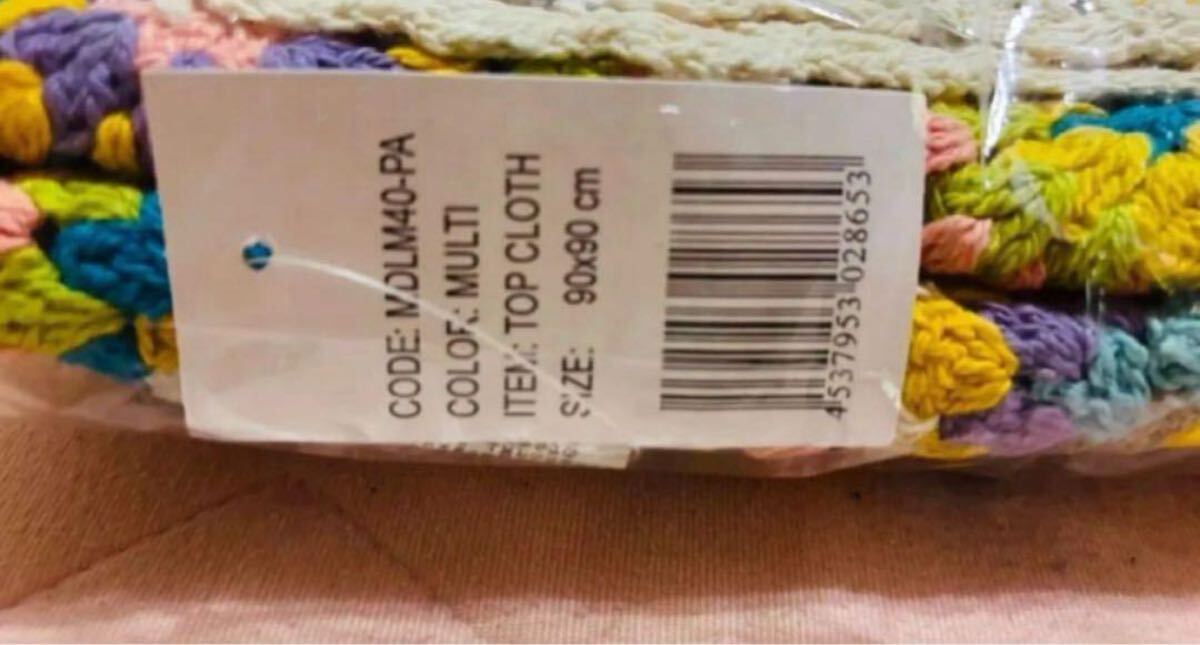 CODE: MDLM40-PA
COLOR: MULTI
ITEM: TOP CLOTH
SIZE: 90x90 cm
4537953 028653